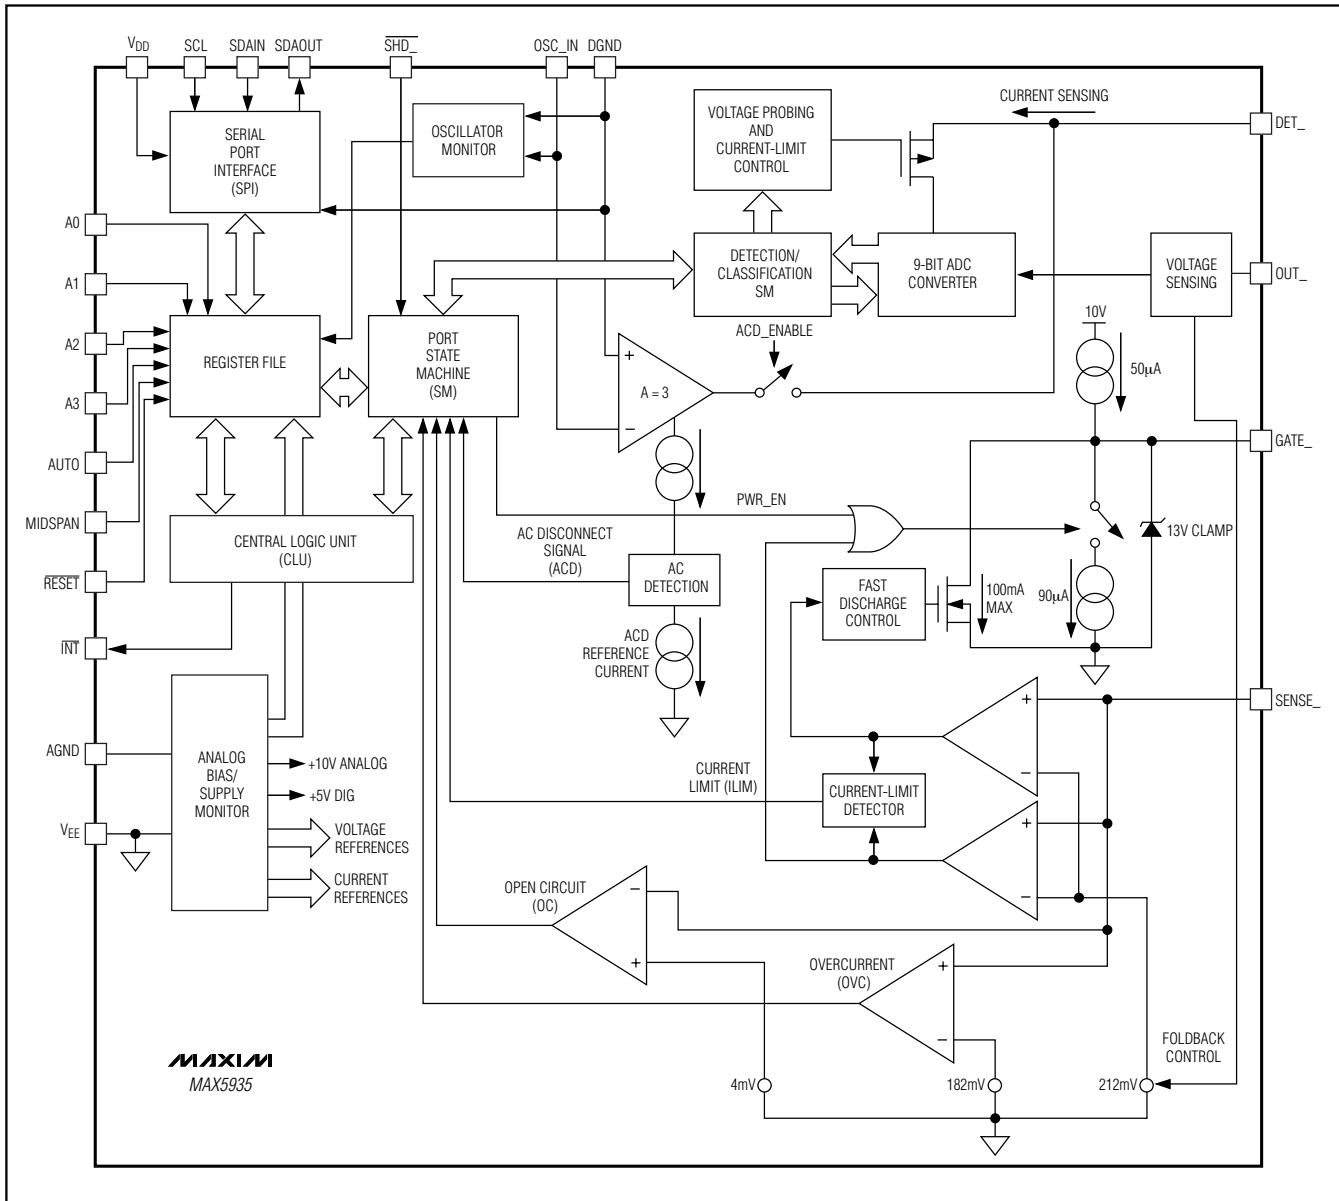 VDD
SCL
SDAIN
SDAOUT
SHD_
OSC_IN
DGND
SERIAL
PORT
INTERFACE
(SPI)
OSCILLATOR
MONITOR
VOLTAGE PROBING
AND
CURRENT-LIMIT
CONTROL
CURRENT SENSING
DET_
A0
A1
A2
A3
AUTO
MIDSPAN
RESET
INT
AGND
VEE
REGISTER FILE
PORT
STATE
MACHINE
(SM)
DETECTION/
CLASSIFICATION
SM
9-BIT ADC
CONVERTER
VOLTAGE
SENSING
OUT_
ACD_ENABLE
+
A = 3
−
10V
50µA
GATE_
PWR_EN
13V CLAMP
CENTRAL LOGIC UNIT
(CLU)
AC DISCONNECT
SIGNAL
(ACD)
AC
DETECTION
FAST
DISCHARGE
CONTROL
100mA
MAX
90µA
ACD
REFERENCE
CURRENT
SENSE_
ANALOG
BIAS/
SUPPLY
MONITOR
+10V ANALOG
+5V DIG
VOLTAGE
REFERENCES
CURRENT
REFERENCES
CURRENT
LIMIT (ILIM)
CURRENT-LIMIT
DETECTOR
+
−
+
−
OPEN CIRCUIT
(OC)
−
+
OVERCURRENT
(OVC)
+
−
FOLDBACK
CONTROL
4mV
182mV
212mV
MAXIM
MAX5935